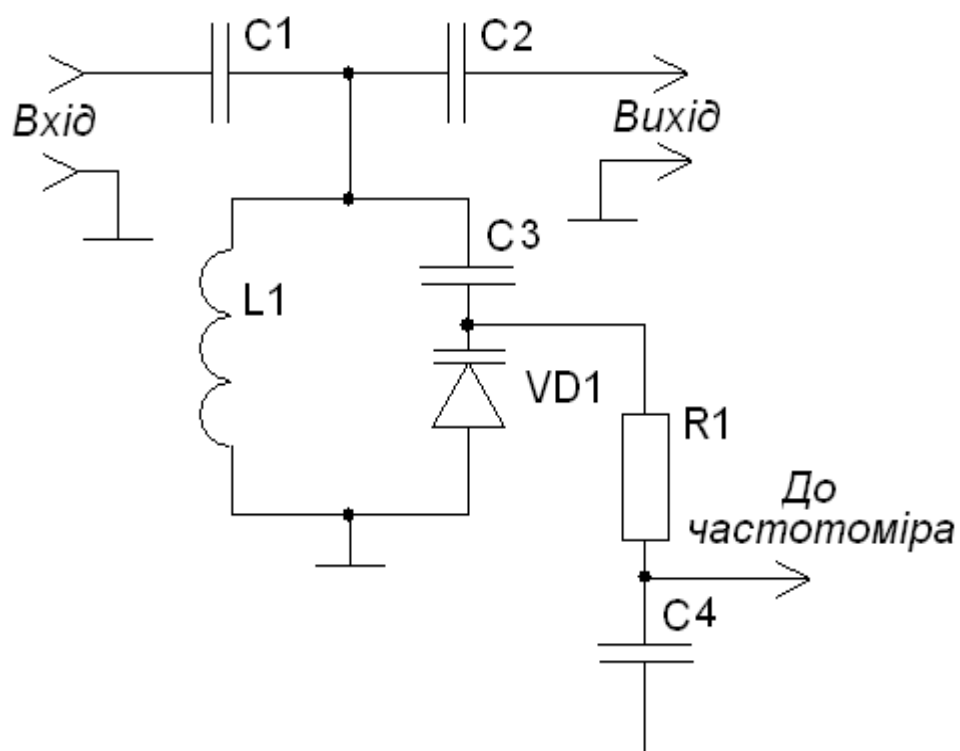 C1
C2
Вхід
Вихід
C3
L1
VD1
R1
До
частотоміра
C4